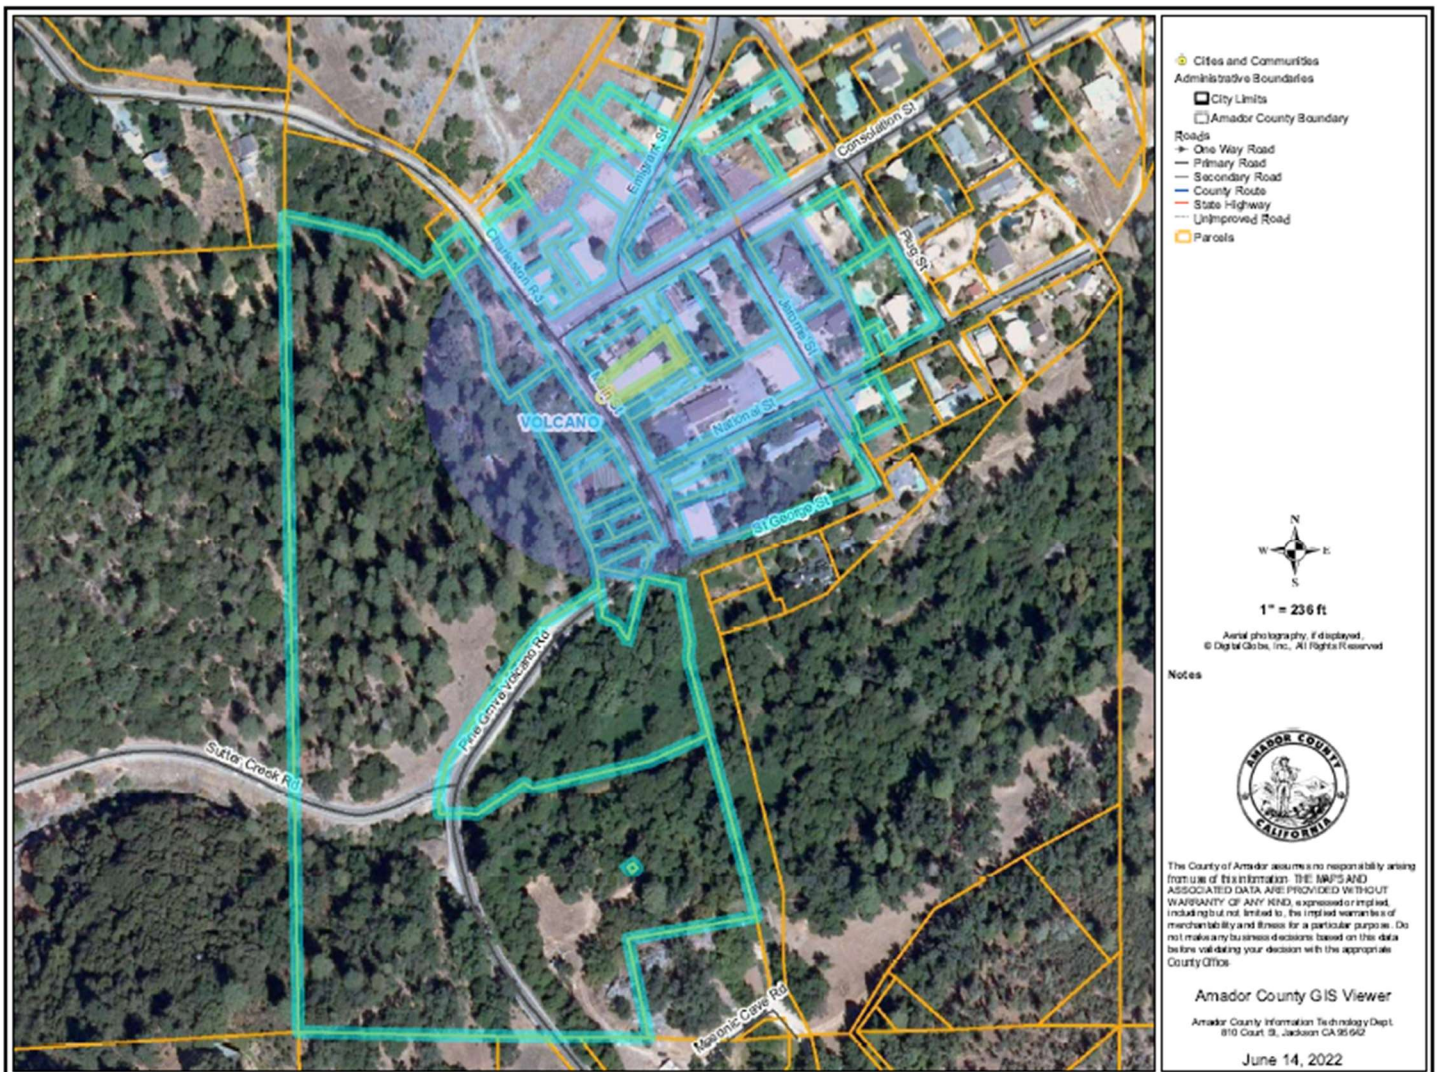 Consolation St
Emigrant St
Charleston Rd
Plug St
Jerome St
Main St
VOLCANO
National St
St George St
Pine Grove Volcano Rd
Sutter Creek Rd
Masonic Cave Rd
Cities and Communities
Administrative Boundaries
City Limits
Amador County Boundary
Roads
One Way Road
Primary Road
Secondary Road
County Route
State Highway
Unimproved Road
Parcels
N
W E
S
1" = 236 ft
Aerial photography, if displayed,
© DigitalGlobe, Inc., All Rights Reserved
Notes
AMADOR COUNTY
CALIFORNIA
The County of Amador assumes no responsibility arising
from use of this information. THE MAPS AND
ASSOCIATED DATA ARE PROVIDED WITHOUT
WARRANTY OF ANY KIND, expressed or implied,
including but not limited to, the implied warranties of
merchantability and fitness for a particular purpose. Do
not make any business decisions based on this data
before validating your decision with the appropriate
County Office
Amador County GIS Viewer
Amador County Information Technology Dept.
810 Court St, Jackson CA 95642
June 14, 2022